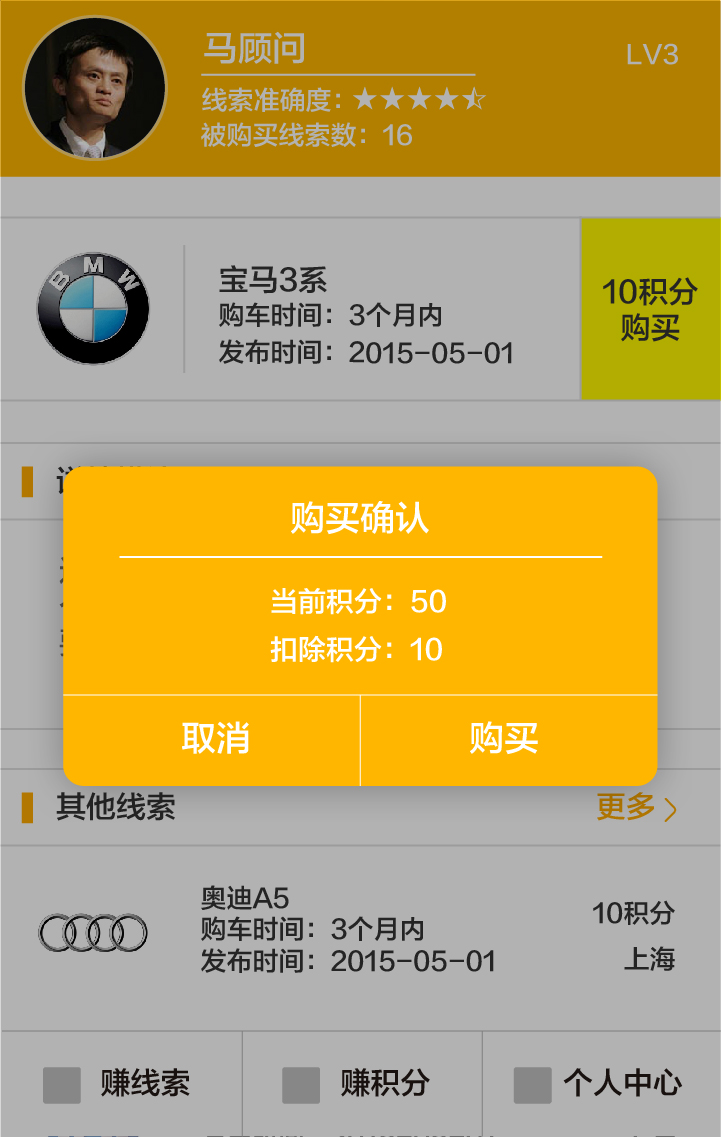 马顾问
LV3
线索准确度：
被购买线索数：16
BMW
宝马3系
购车时间：3个月内
发布时间：2015-05-01
10积分
购买
购买确认
当前积分：50
扣除积分：10
取消
购买
其他线索
更多
奥迪A5
购车时间：3个月内
发布时间：2015-05-01
10积分
上海
赚线索
赚积分
个人中心